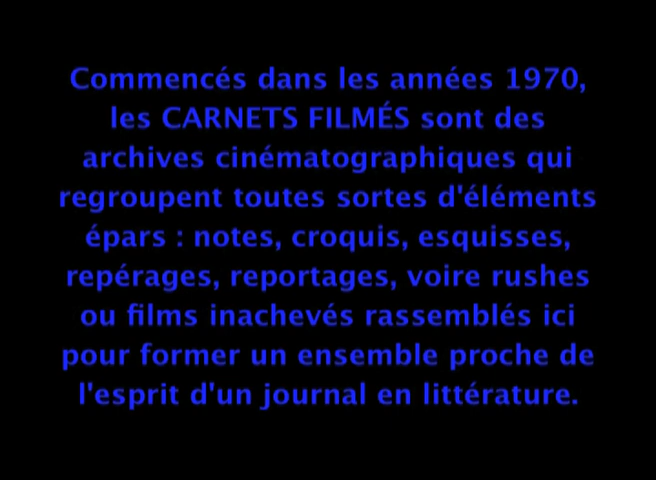 Commencés dans les années 1970,
les CARNETS FILMÉS sont des
archives cinématographiques qui
regroupent toutes sortes d'éléments
épars : notes, croquis, esquisses,
repérages, reportages, voire rushes
ou films inachevés rassemblés ici
pour former un ensemble proche de
l'esprit d'un journal en littérature.